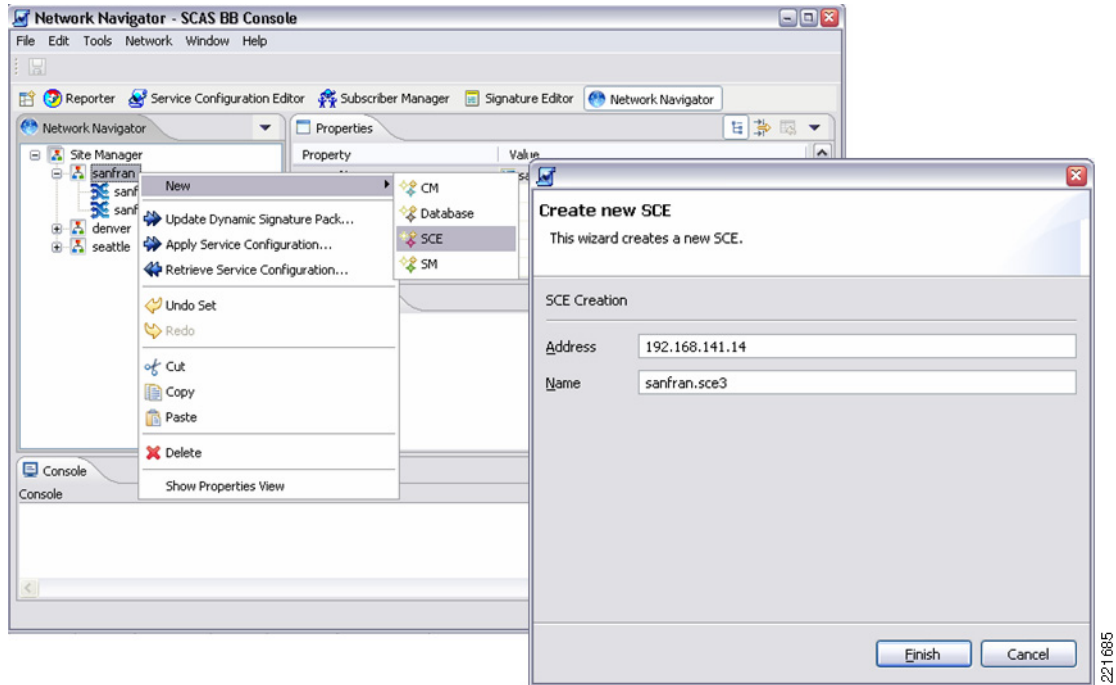 Network Navigator - SCAS BB Console
File Edit Tools Network Window Help
Reporter Service Configuration Editor Subscriber Manager Signature Editor Network Navigator
Network Navigator
Properties
Site Manager
Property Value
sanfran
sanf
sanf
denver
seattle
New
Update Dynamic Signature Pack...
Apply Service Configuration...
Retrieve Service Configuration...
Undo Set
Redo
Cut
Copy
Paste
Delete
Show Properties View
CM
Database
SCE
SM
Console
Console
Create new SCE
This wizard creates a new SCE.
SCE Creation
Address 192.168.141.14
Name sanfran.sce3
Finish Cancel
221685